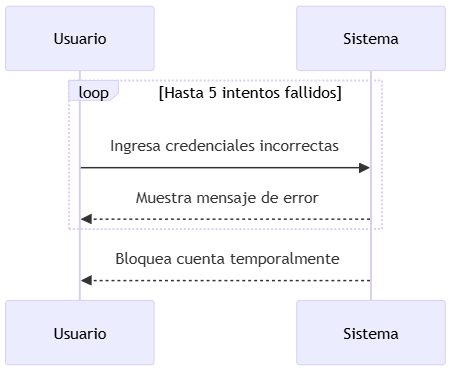 Usuario
Sistema
loop
[Hasta 5 intentos fallidos]
Ingresa credenciales incorrectas
Muestra mensaje de error
Bloquea cuenta temporalmente
Usuario
Sistema